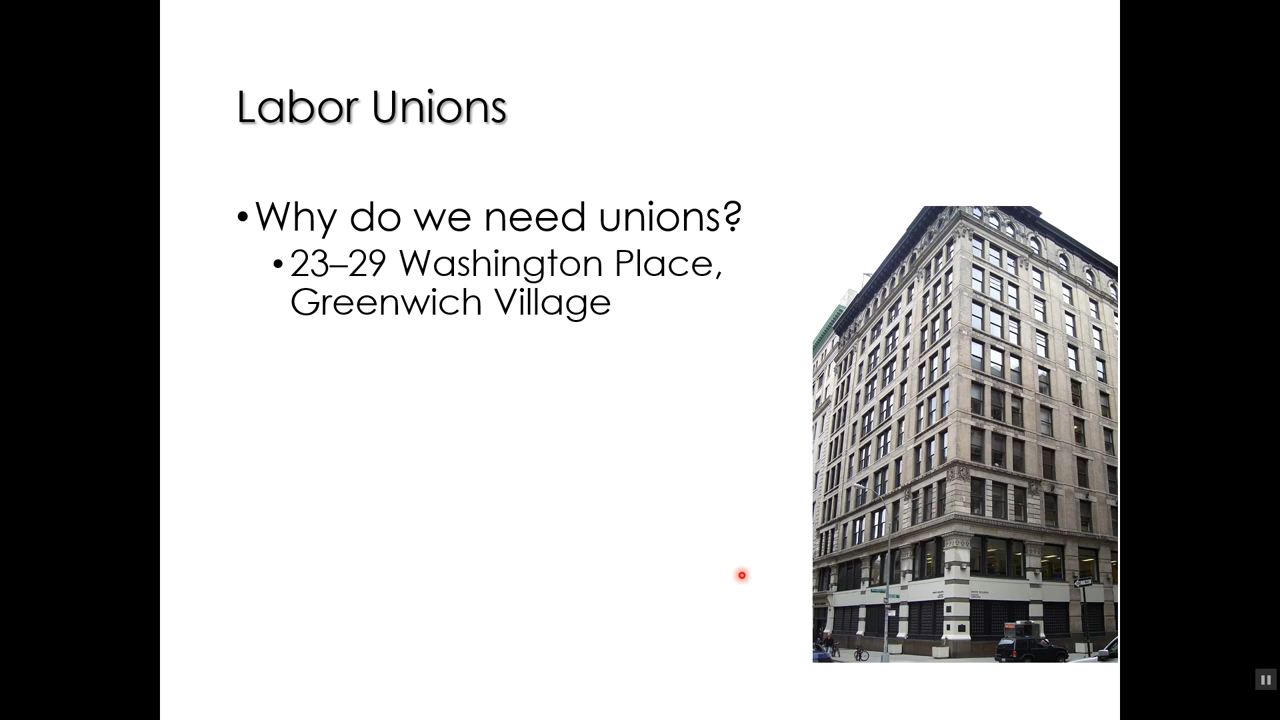 Labor Unions
•Why do we need unions?
•23–29 Washington Place,
Greenwich Village